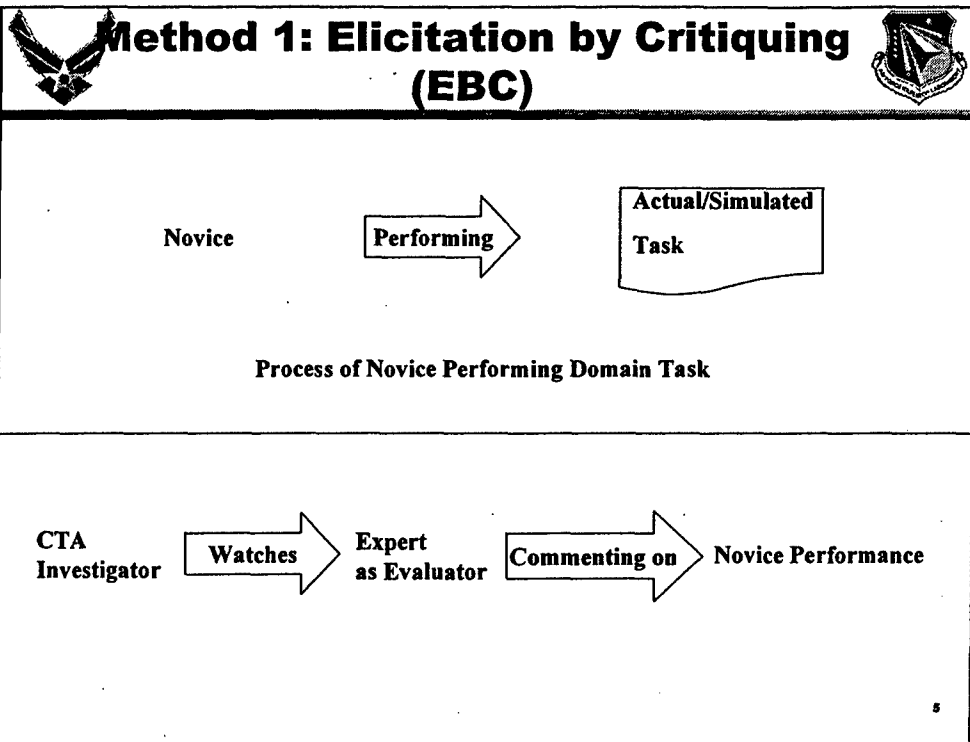 Method 1: Elicitation by Critiquing
(EBC)
Novice
Performing
Actual/Simulated
Task
Process of Novice Performing Domain Task
CTA
Investigator
Watches
Expert
as Evaluator
Commenting on
Novice Performance
5